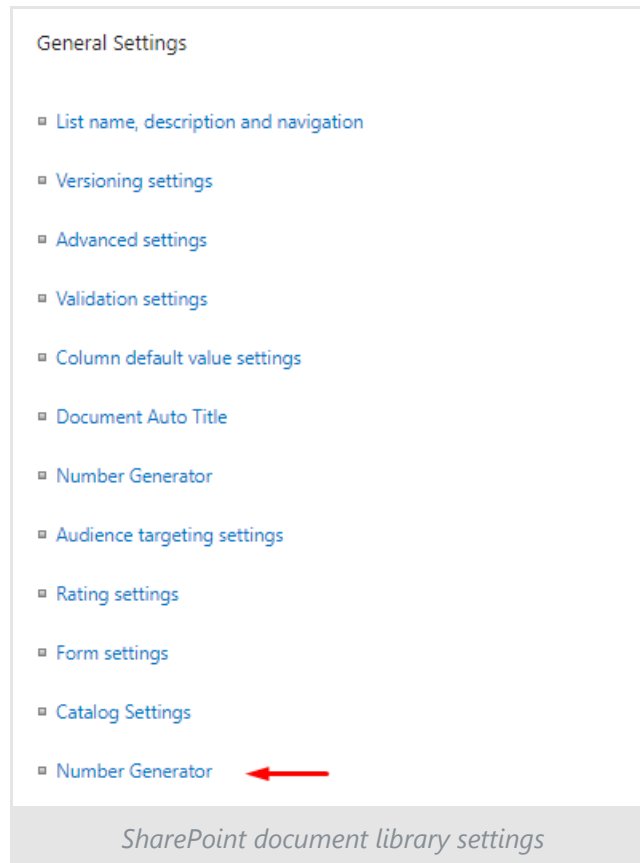 General Settings
List name, description and navigation
Versioning settings
Advanced settings
Validation settings
Column default value settings
Document Auto Title
Number Generator
Audience targeting settings
Rating settings
Form settings
Catalog Settings
Number Generator
SharePoint document library settings